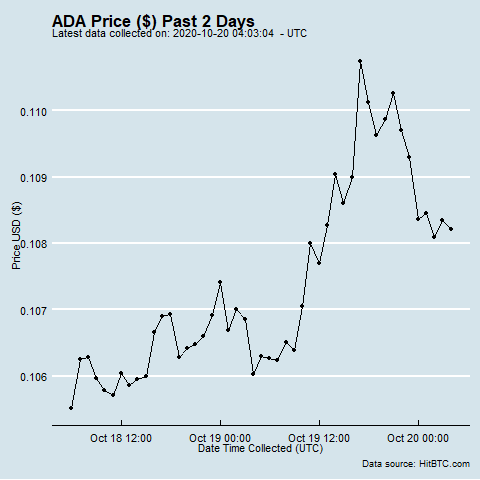 ADA Price ($) Past 2 Days
Latest data collected on: 2020-10-20 04:03:04 - UTC
Price USD ($)
0.110
0.109
0.108
0.107
0.106
Oct 18 12:00 Oct 19 00:00 Oct 19 12:00 Oct 20 00:00
Date Time Collected (UTC)
Data source: HitBTC.com